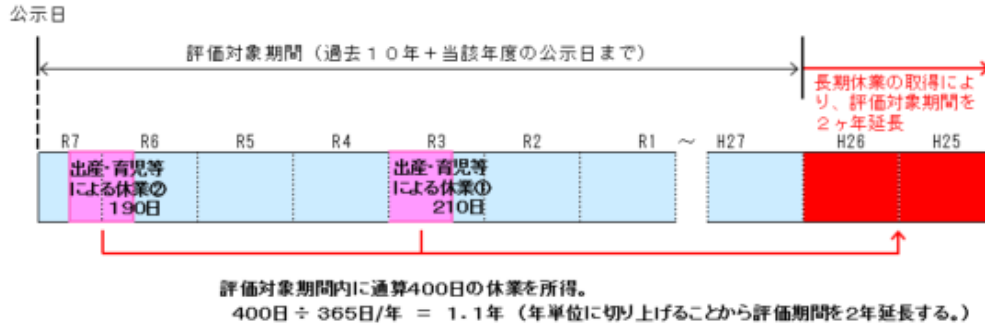 公示日
評価対象期間（過去１０年＋当該年度の公示日まで）
長期休業の取得によ
り、評価対象期間を
２ヶ年延長
R7 R6 R5 R4 R3 R2 R1 ～ H27 H26 H25
出産・育児等
による休業②
190日
出産・育児等
による休業①
210日
評価対象期間内に通算400日の休業を所得。
400日 ÷ 365日/年 ＝ 1．1年（年単位に切り上げることから評価期間を2年延長する。）